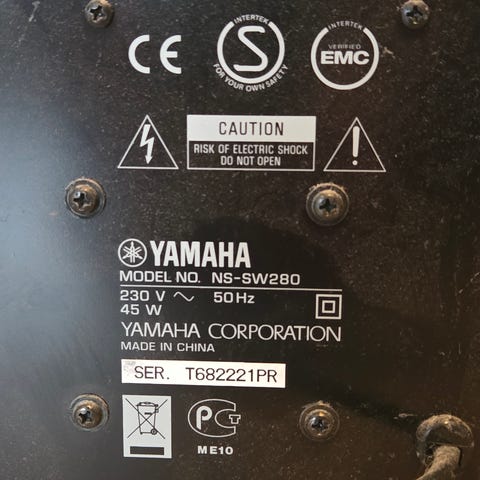 CE
INTERTEK
S
FOR YOUR OWN SAFETY
INTERTEK
VERIFIED
EMC
CAUTION
RISK OF ELECTRIC SHOCK
DO NOT OPEN
!
YAMAHA
MODEL NO. NS-SW280
230 V ~ 50 Hz
45 W
YAMAHA CORPORATION
MADE IN CHINA
SER. T682221PR
РСт
ME10